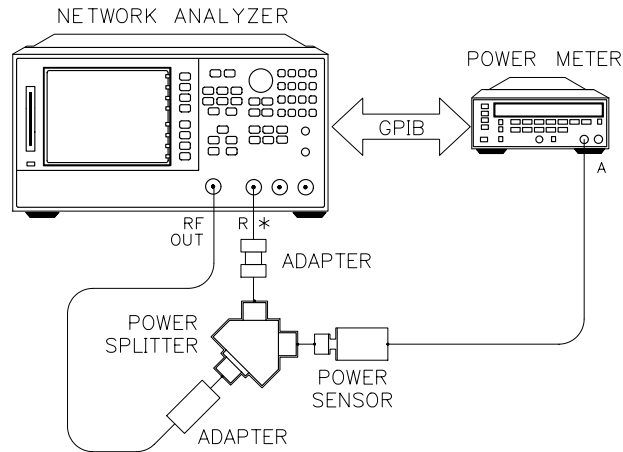 NETWORK ANALYZER
POWER METER
GPIB
A
RF
OUT
R *
ADAPTER
POWER
SPLITTER
POWER
SENSOR
ADAPTER